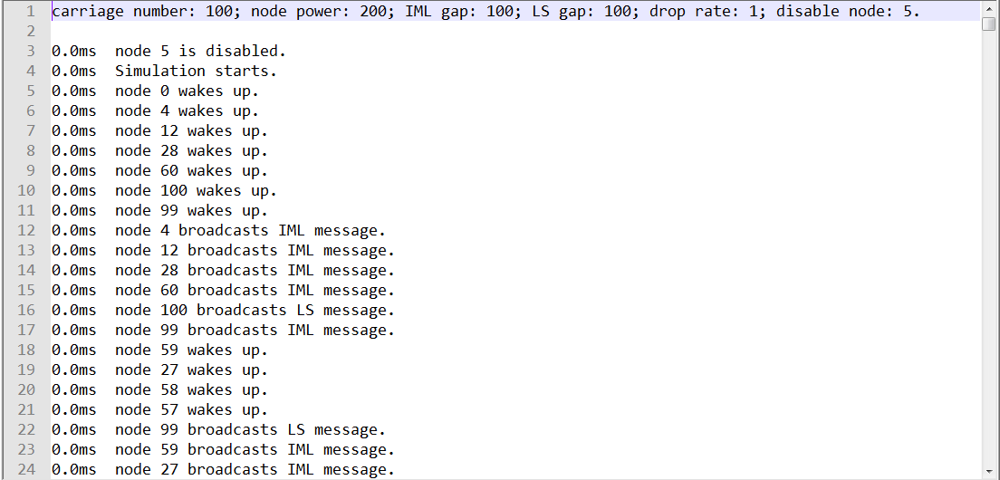 1 carriage number: 100; node power: 200; IML gap: 100; LS gap: 100; drop rate: 1; disable node: 5.
2
3 0.0ms  node 5 is disabled.
4 0.0ms  Simulation starts.
5 0.0ms  node 0 wakes up.
6 0.0ms  node 4 wakes up.
7 0.0ms  node 12 wakes up.
8 0.0ms  node 28 wakes up.
9 0.0ms  node 60 wakes up.
10 0.0ms  node 100 wakes up.
11 0.0ms  node 99 wakes up.
12 0.0ms  node 4 broadcasts IML message.
13 0.0ms  node 12 broadcasts IML message.
14 0.0ms  node 28 broadcasts IML message.
15 0.0ms  node 60 broadcasts IML message.
16 0.0ms  node 100 broadcasts LS message.
17 0.0ms  node 99 broadcasts IML message.
18 0.0ms  node 59 wakes up.
19 0.0ms  node 27 wakes up.
20 0.0ms  node 58 wakes up.
21 0.0ms  node 57 wakes up.
22 0.0ms  node 99 broadcasts LS message.
23 0.0ms  node 59 broadcasts IML message.
24 0.0ms  node 27 broadcasts IML message.